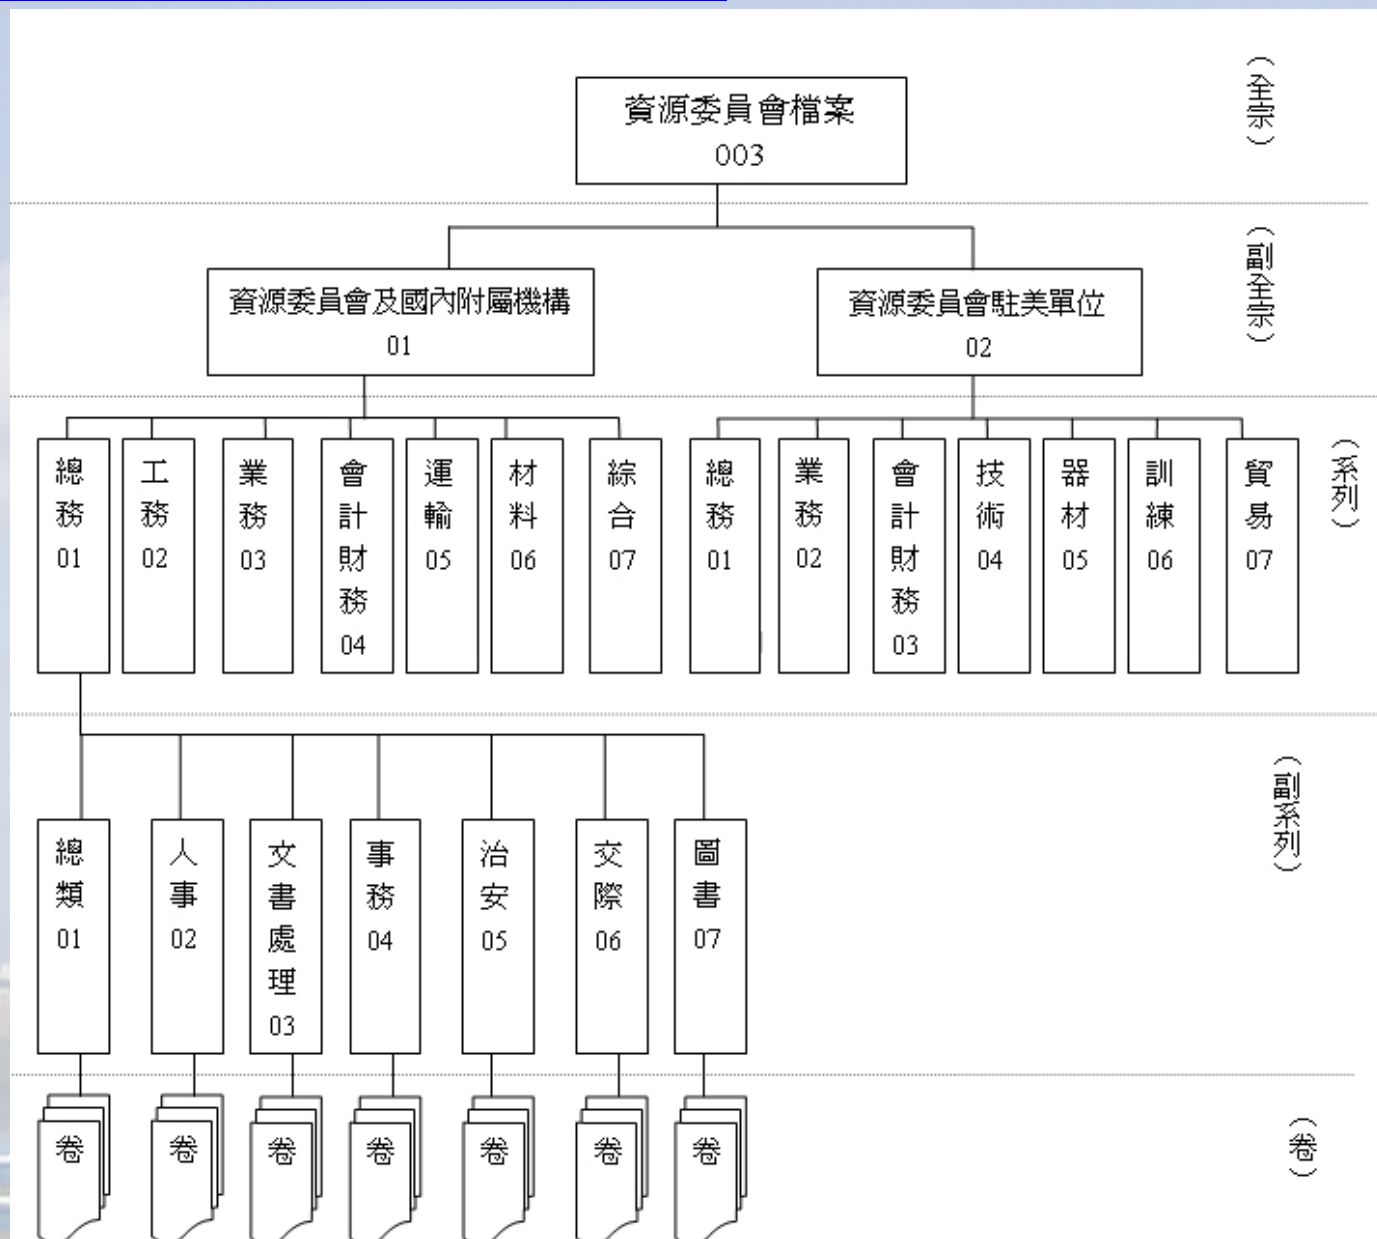 資源委員會檔案
003
（全宗）
資源委員會及國內附屬機構
01
資源委員會駐美單位
02
（副全宗）
總務
01
工務
02
業務
03
會計財務
04
運輸
05
材料
06
綜合
07
總務
01
業務
02
會計財務
03
技術
04
器材
05
訓練
06
貿易
07
（系列）
總類
01
人事
02
文書處理
03
事務
04
治安
05
交際
06
圖書
07
（副系列）
卷
卷
卷
卷
卷
卷
卷
（卷）